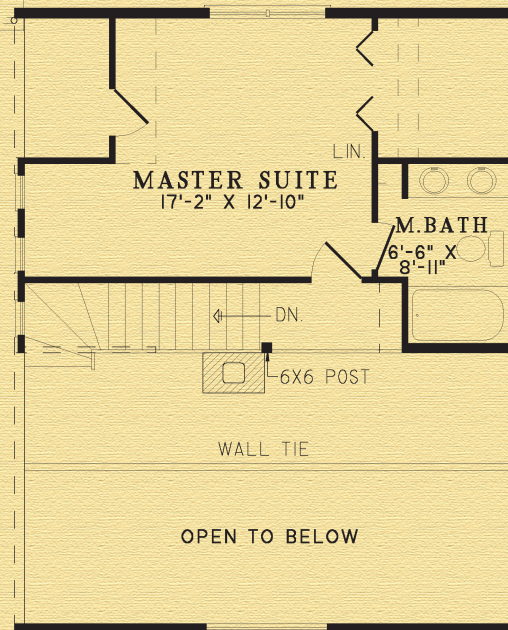 LIN.
MASTER SUITE
17'-2" X 12'-10"
M.BATH
6'-6" X
8'-11"
DN.
6X6 POST
WALL TIE
OPEN TO BELOW